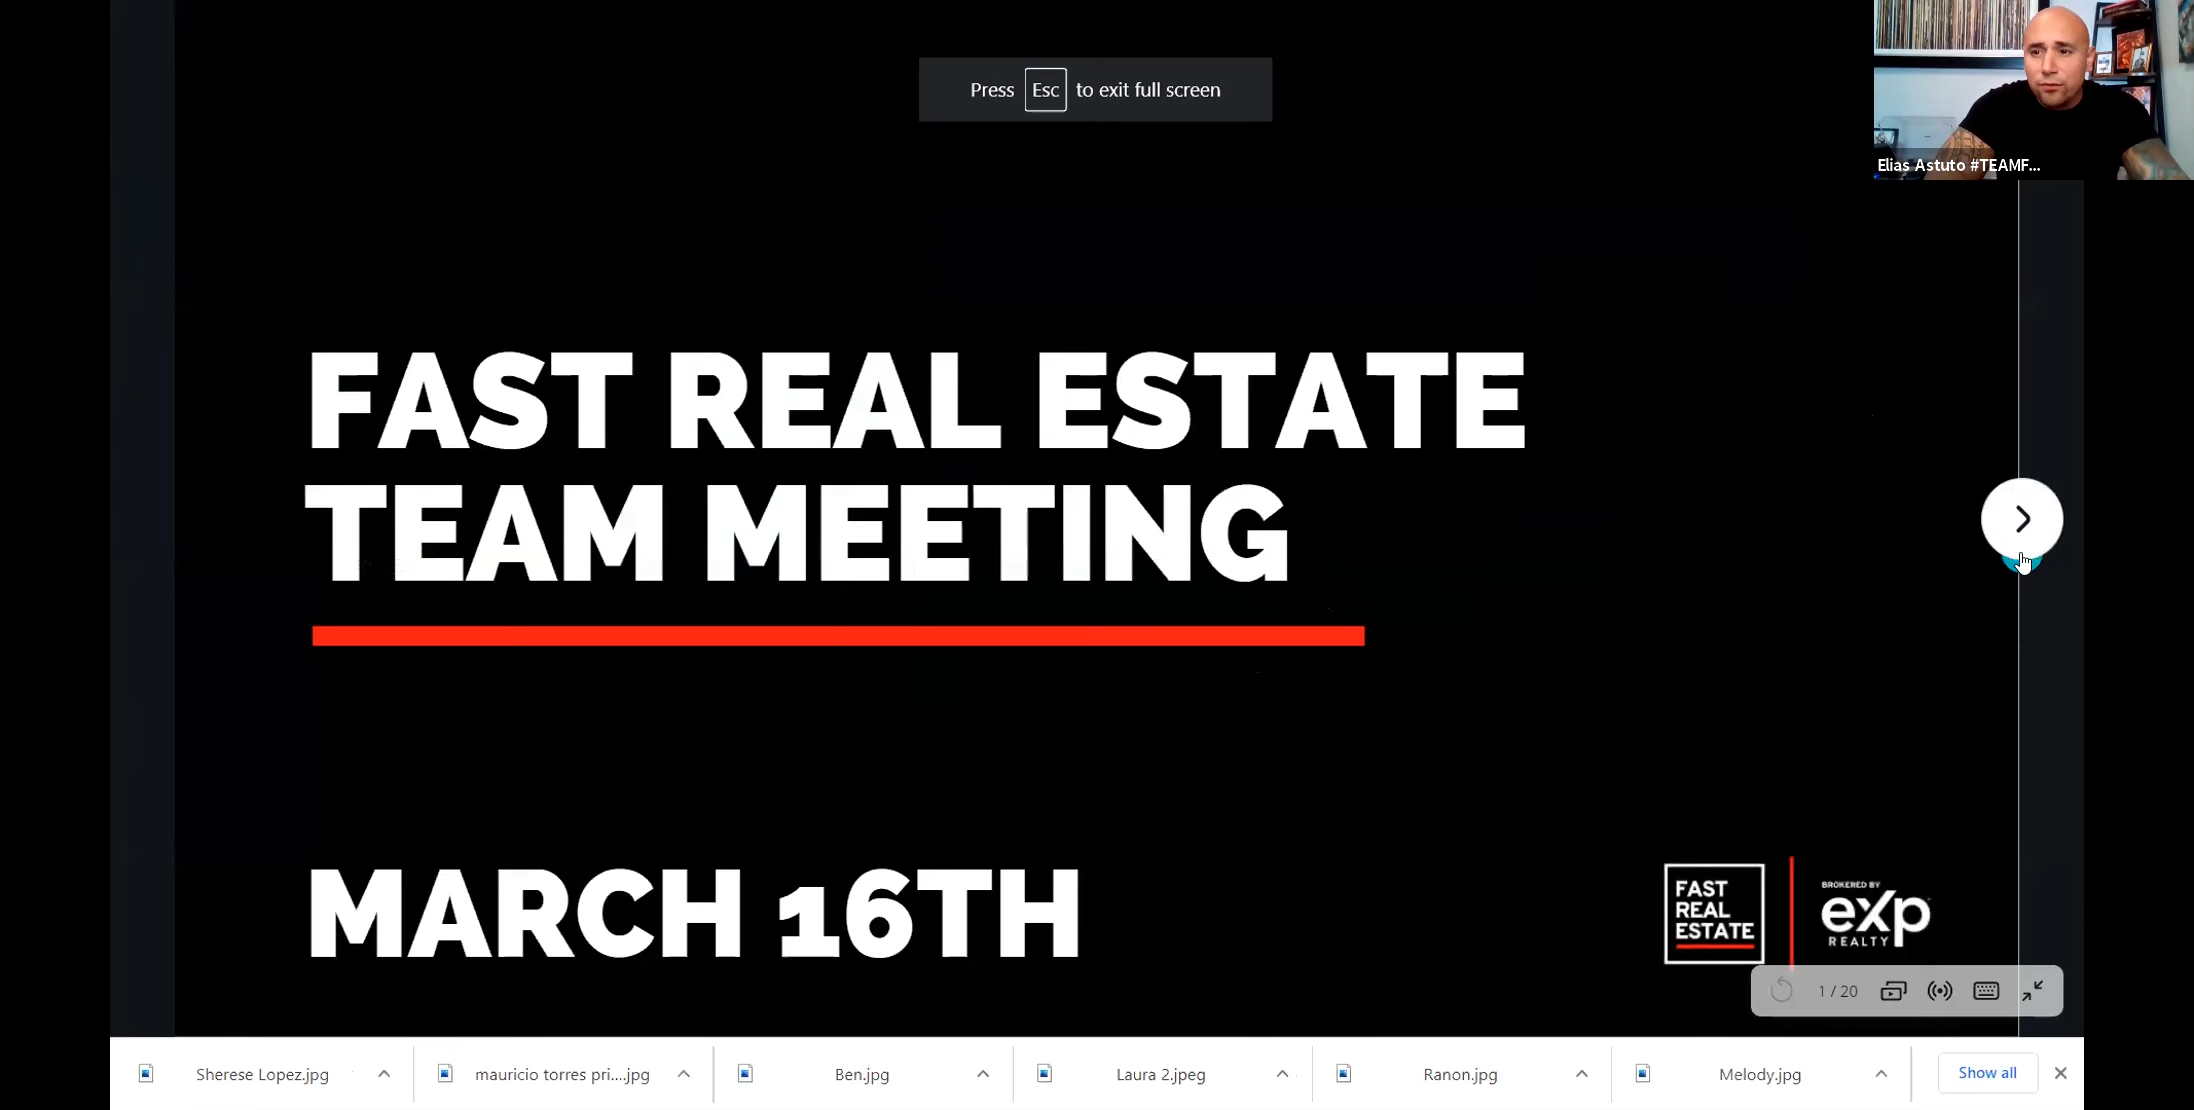 Press Esc to exit full screen
Elias Astuto #TEAMF...
FAST REAL ESTATE
TEAM MEETING
MARCH 16TH
FAST
REAL
ESTATE
BROKERED BY
eXp
REALTY
1 / 20
Sherese Lopez.jpg
mauricio torres pri....jpg
Ben.jpg
Laura 2.jpeg
Ranon.jpg
Melody.jpg
Show all